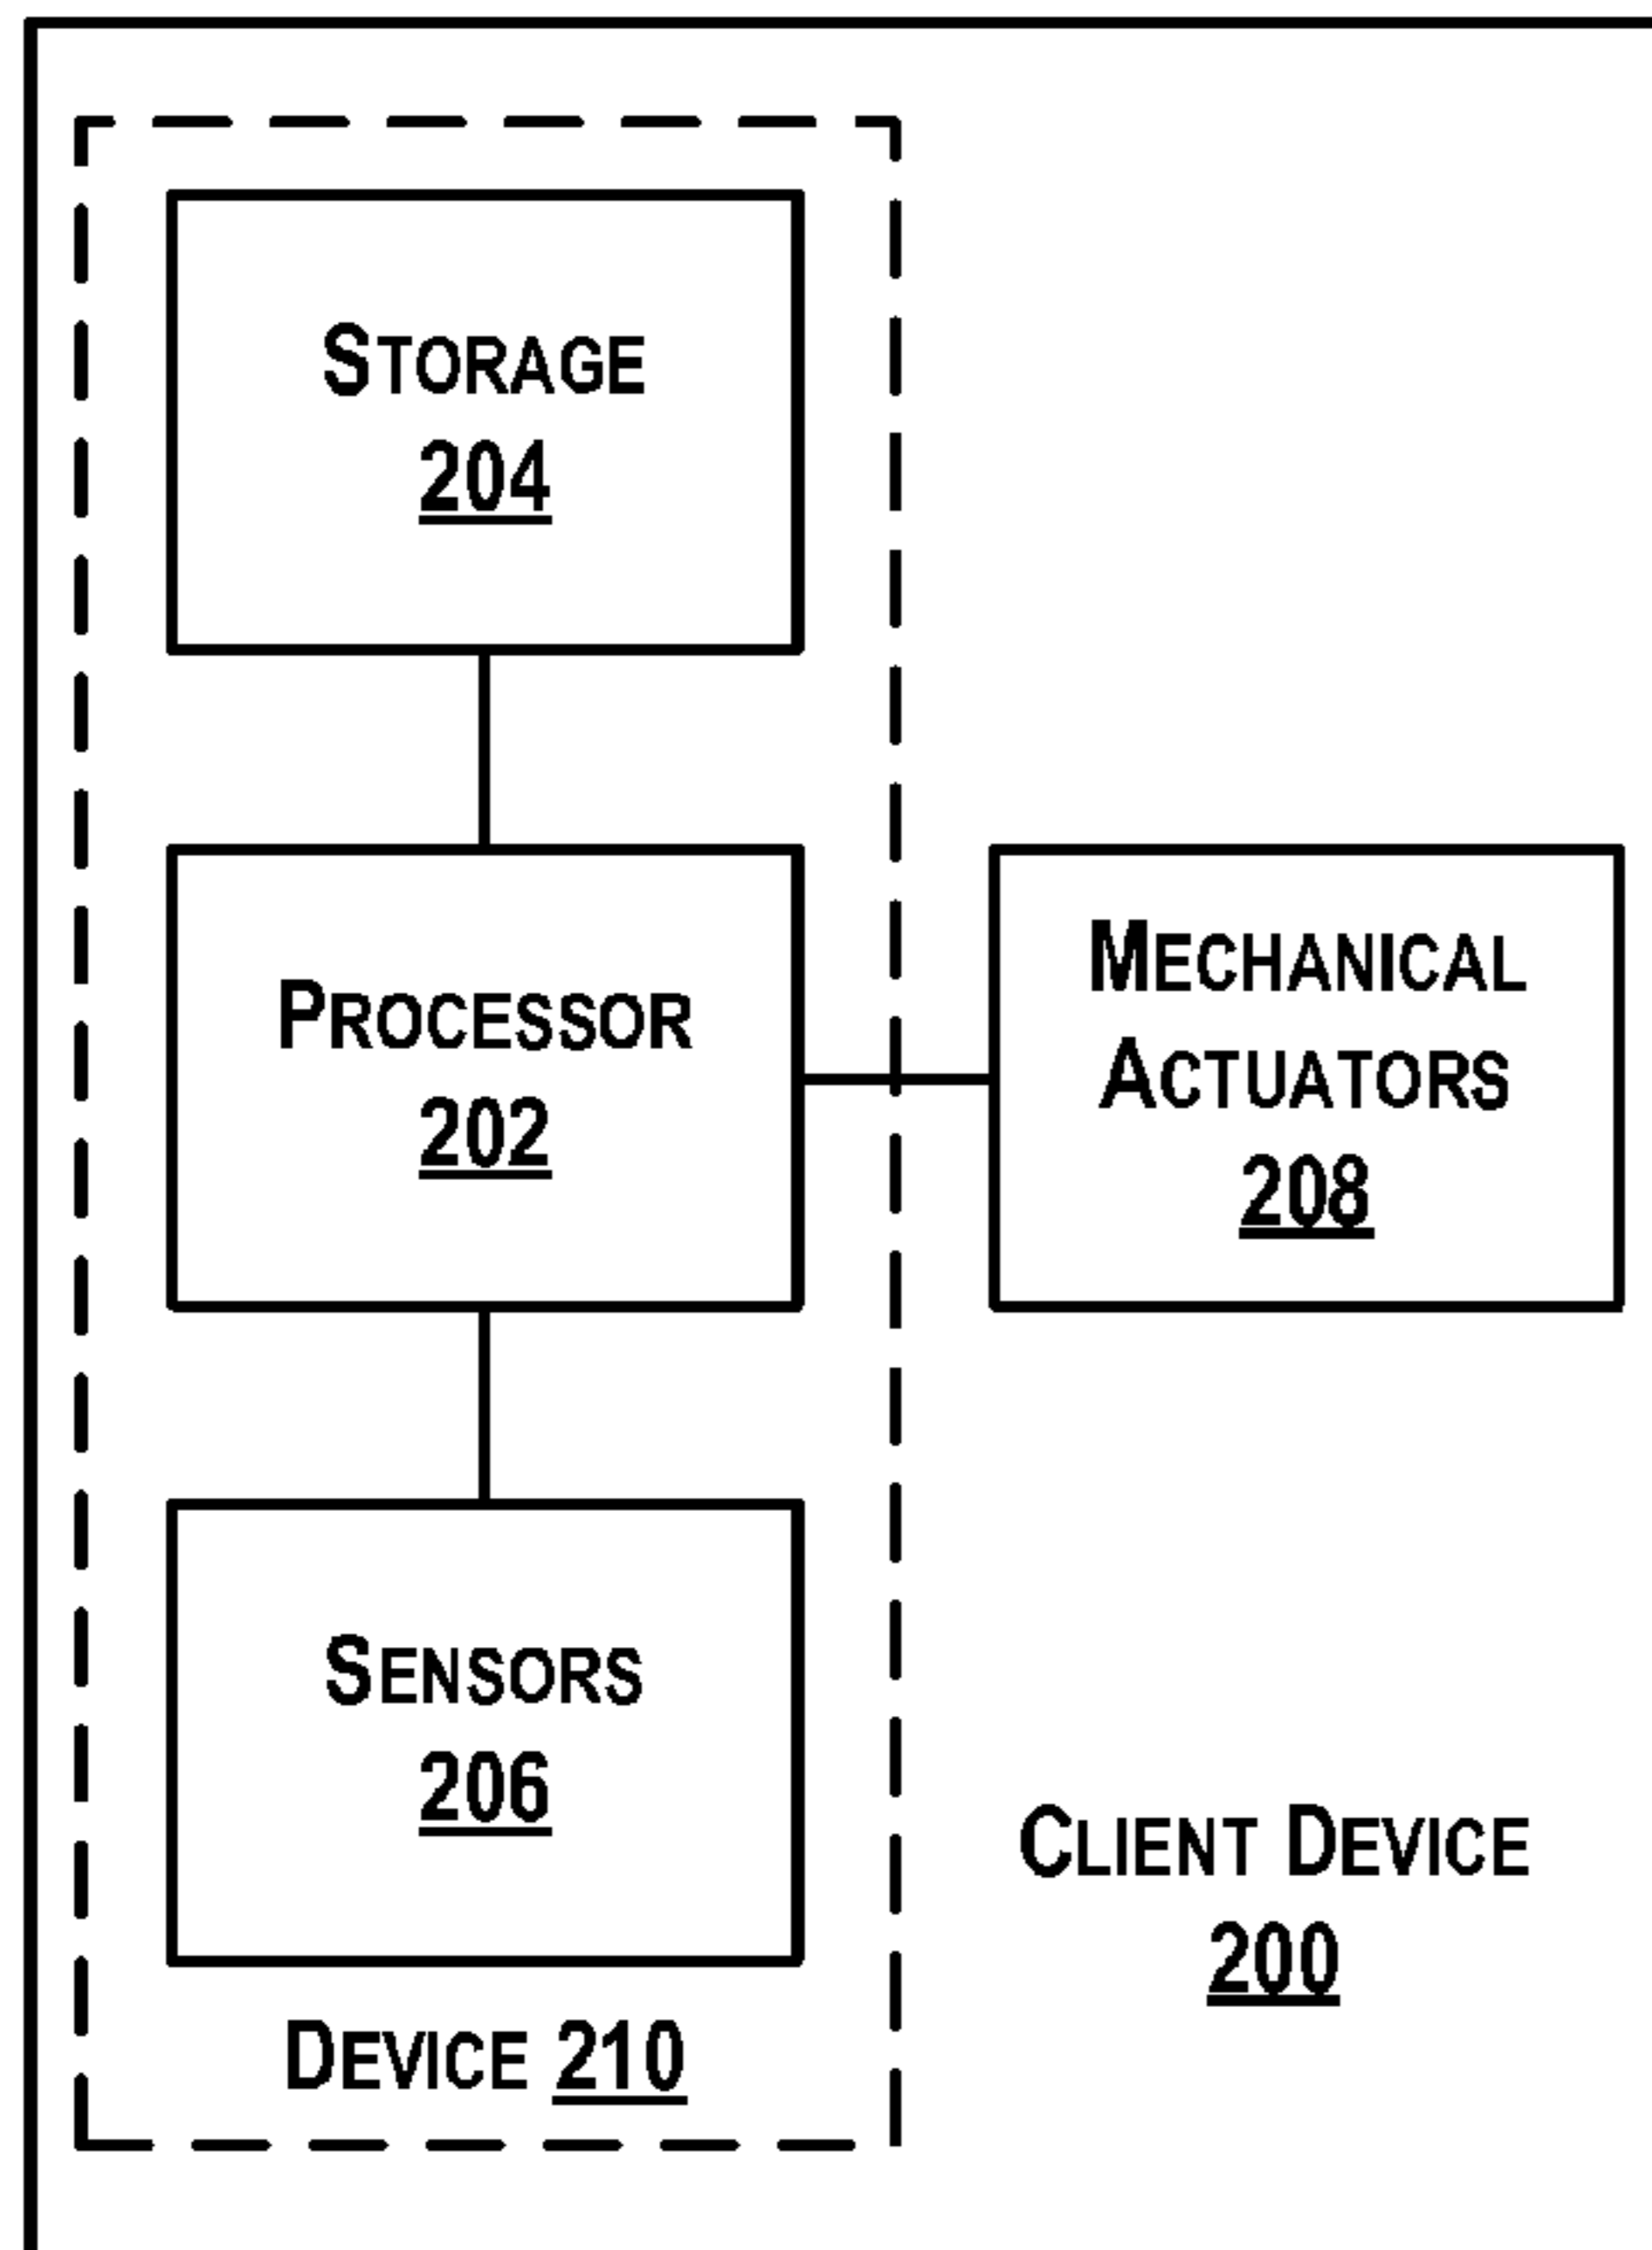 STORAGE
204
PROCESSOR
202
MECHANICAL
ACTUATORS
208
SENSORS
206
CLIENT DEVICE
200
DEVICE 210